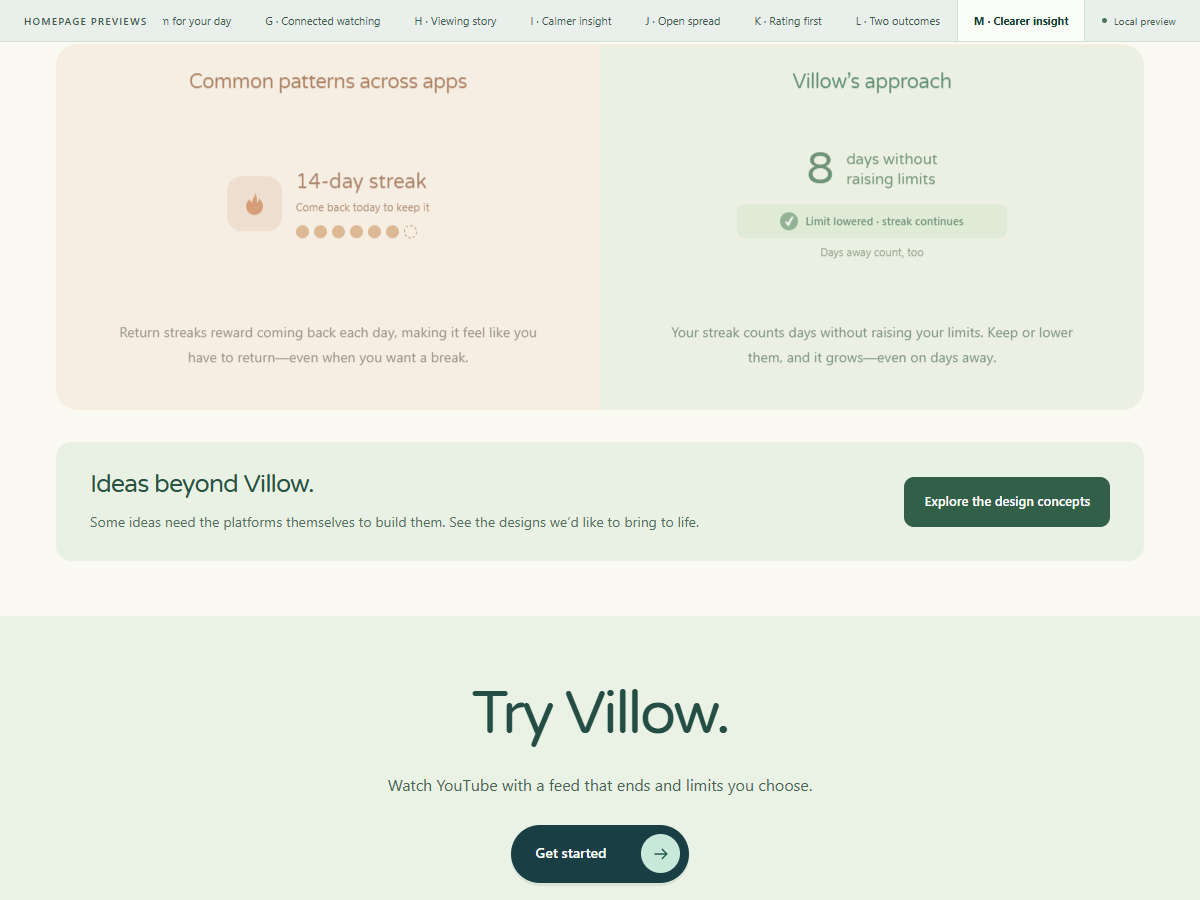 HOMEPAGE PREVIEWS
m for your day
G · Connected watching
H · Viewing story
I · Calmer insight
J · Open spread
K · Rating first
L · Two outcomes
M · Clearer insight
Local preview
Common patterns across apps
14-day streak
Come back today to keep it
Return streaks reward coming back each day, making it feel like you
have to return—even when you want a break.
Villow’s approach
8 days without
raising limits
Limit lowered · streak continues
Days away count, too
Your streak counts days without raising your limits. Keep or lower
them, and it grows—even on days away.
Ideas beyond Villow.
Some ideas need the platforms themselves to build them. See the designs we’d like to bring to life.
Explore the design concepts
Try Villow.
Watch YouTube with a feed that ends and limits you choose.
Get started